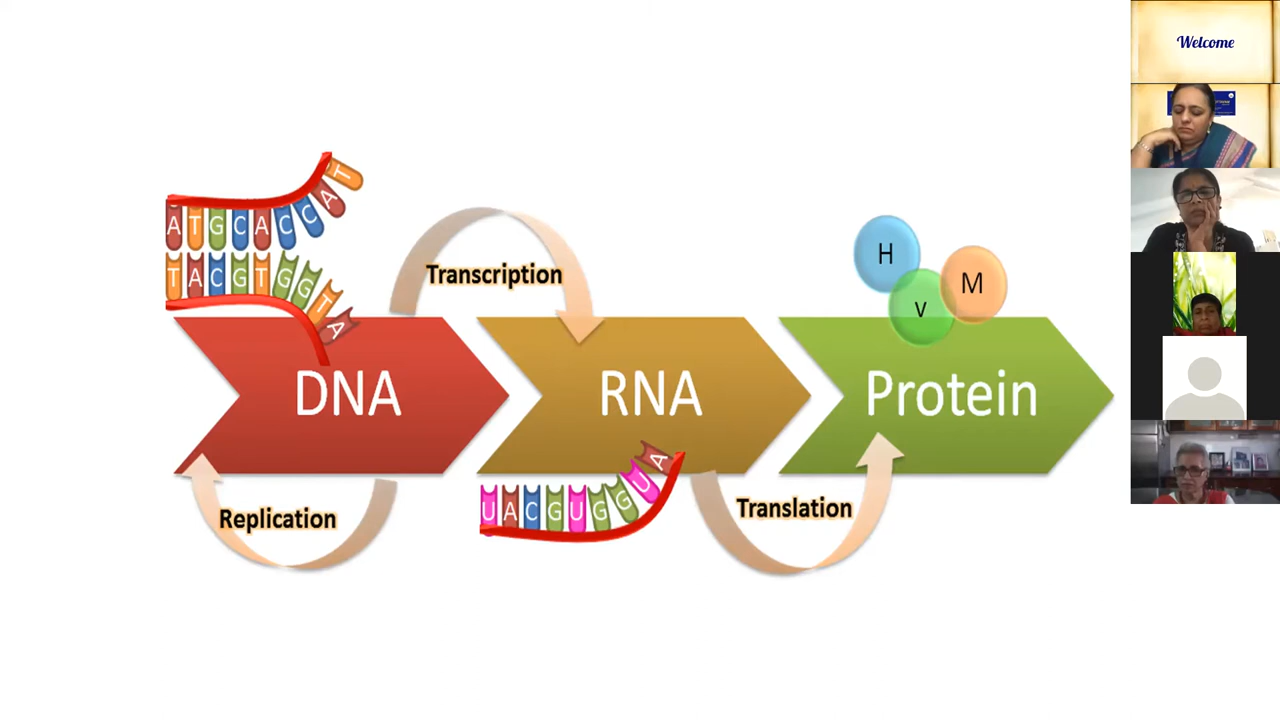 Welcome
ATGCACCAT
TACGTGGTA
Transcription
H
V
M
DNA
RNA
Protein
Replication
UACGUGGUA
Translation